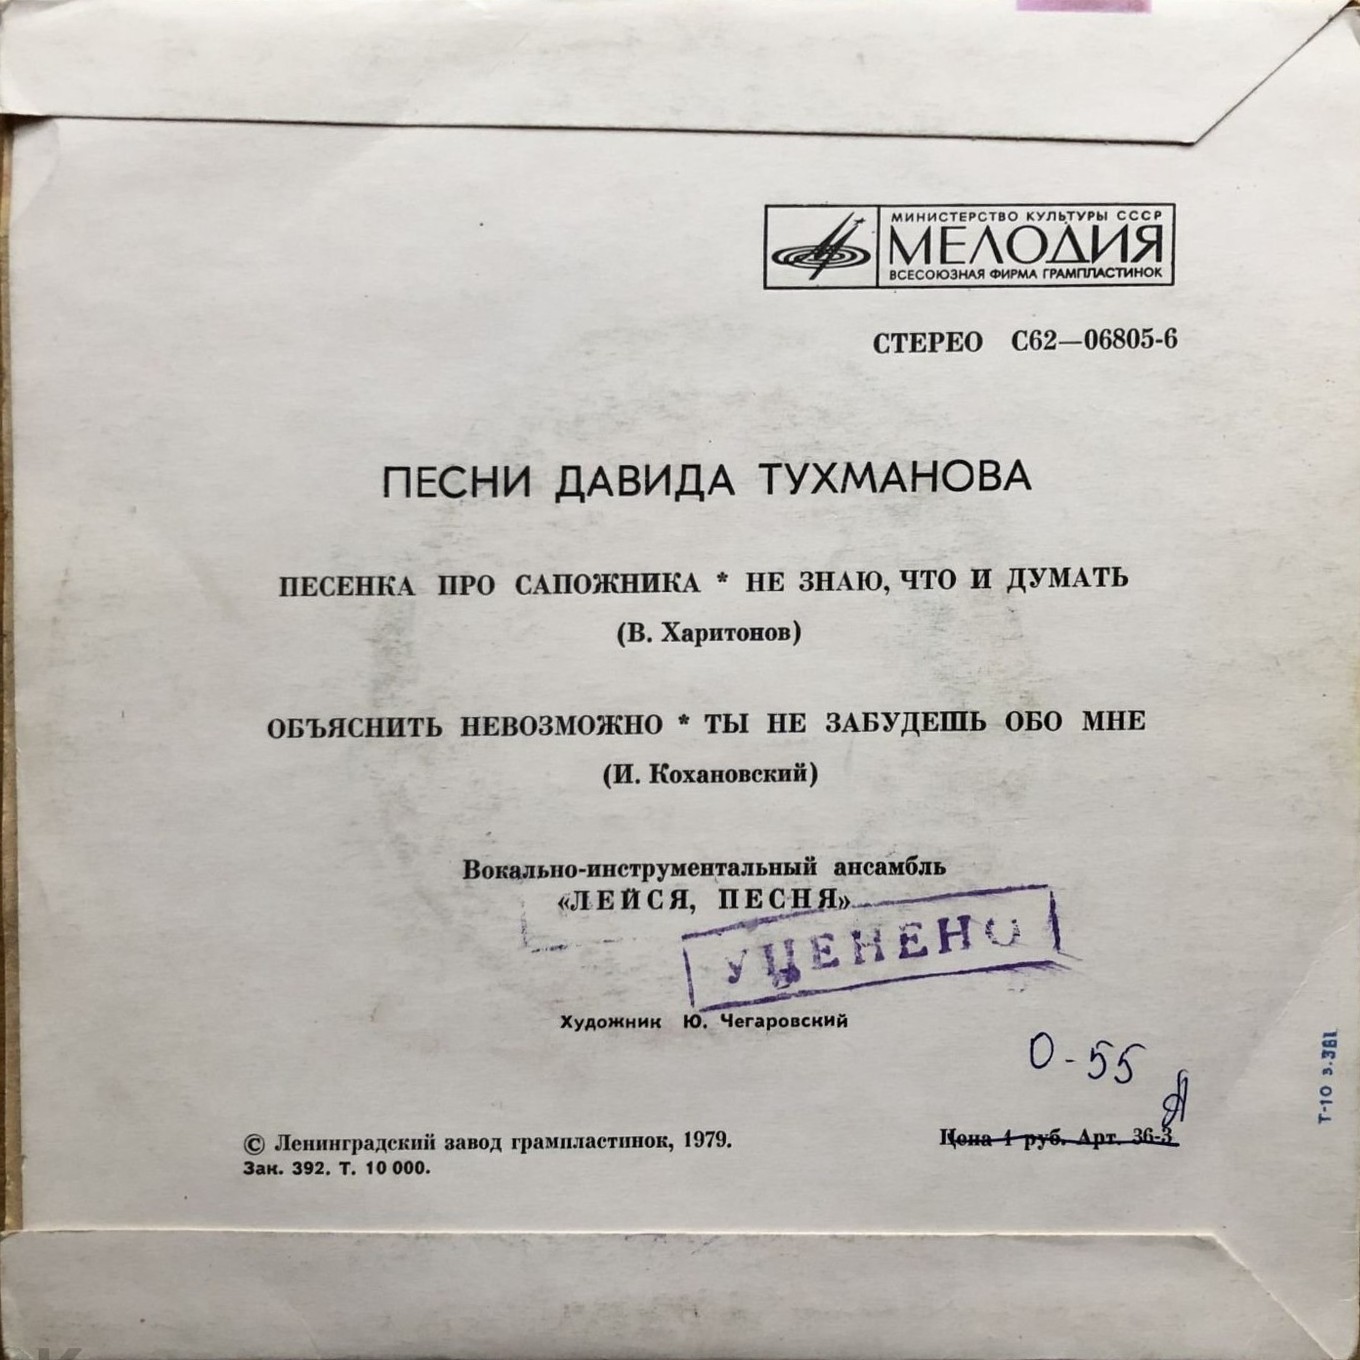 МИНИСТЕРСТВО КУЛЬТУРЫ СССР
МЕЛОДИЯ
ВСЕСОЮЗНАЯ ФИРМА ГРАМПЛАСТИНОК
СТЕРЕО С62—06805-6
ПЕСНИ ДАВИДА ТУХМАНОВА
ПЕСЕНКА ПРО САПОЖНИКА * НЕ ЗНАЮ, ЧТО И ДУМАТЬ
(В. Харитонов)
ОБЪЯСНИТЬ НЕВОЗМОЖНО * ТЫ НЕ ЗАБУДЕШЬ ОБО МНЕ
(И. Кохановский)
Вокально-инструментальный ансамбль
«ЛЕЙСЯ, ПЕСНЯ»
УЦЕНЕНО
Художник Ю. Чегаровский
0-55
Т-10 з.361
© Ленинградский завод грампластинок, 1979.
Цена 1 руб. Арт. 36-3
Зак. 392. Т. 10 000.